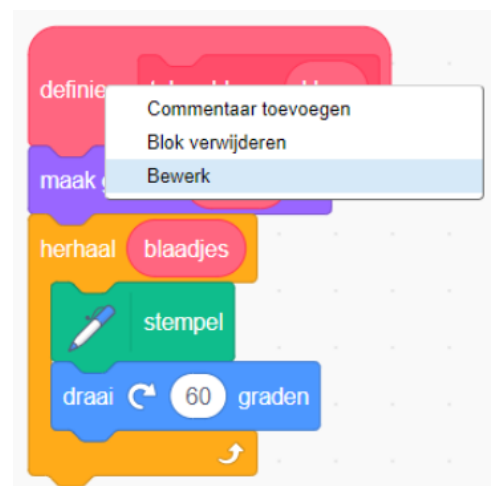 definie
Commentaar toevoegen
Blok verwijderen
Bewerk
maak
herhaal blaadjes
stempel
draai 60 graden